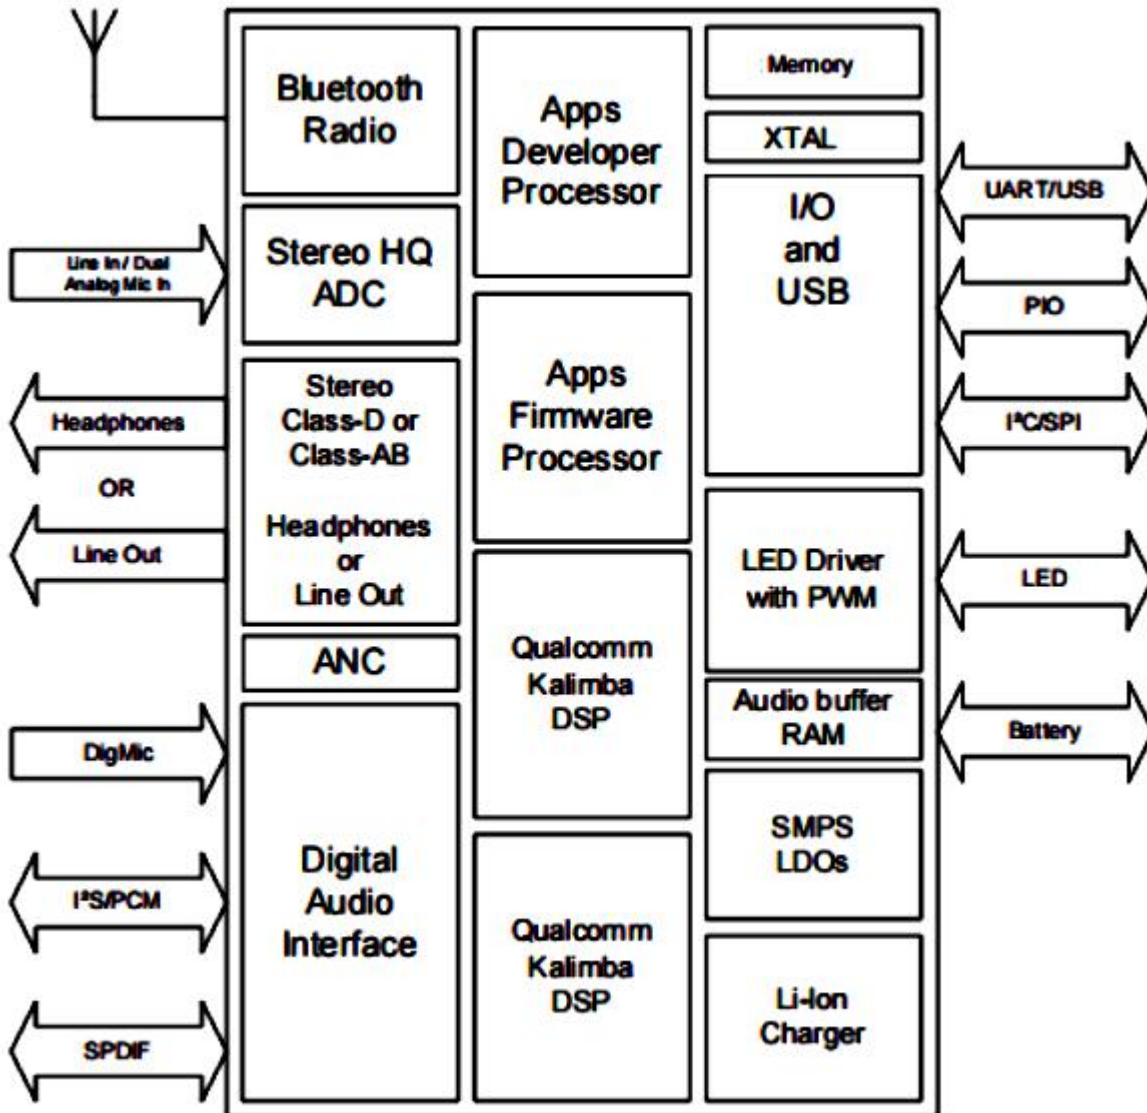 Bluetooth
Radio
Stereo HQ
ADC
Stereo
Class-D or
Class-AB
Headphones
or
Line Out
ANC
Digital
Audio
Interface
Apps
Developer
Processor
Apps
Firmware
Processor
Qualcomm
Kalimba
DSP
Qualcomm
Kalimba
DSP
Memory
XTAL
I/O
and
USB
LED Driver
with PWM
Audio buffer
RAM
SMPS
LDOs
Li-Ion
Charger
Line In / Dual
Analog Mic In
Headphones
OR
Line Out
DigMic
I²S/PCM
SPDIF
UART/USB
PIO
I²C/SPI
LED
Battery